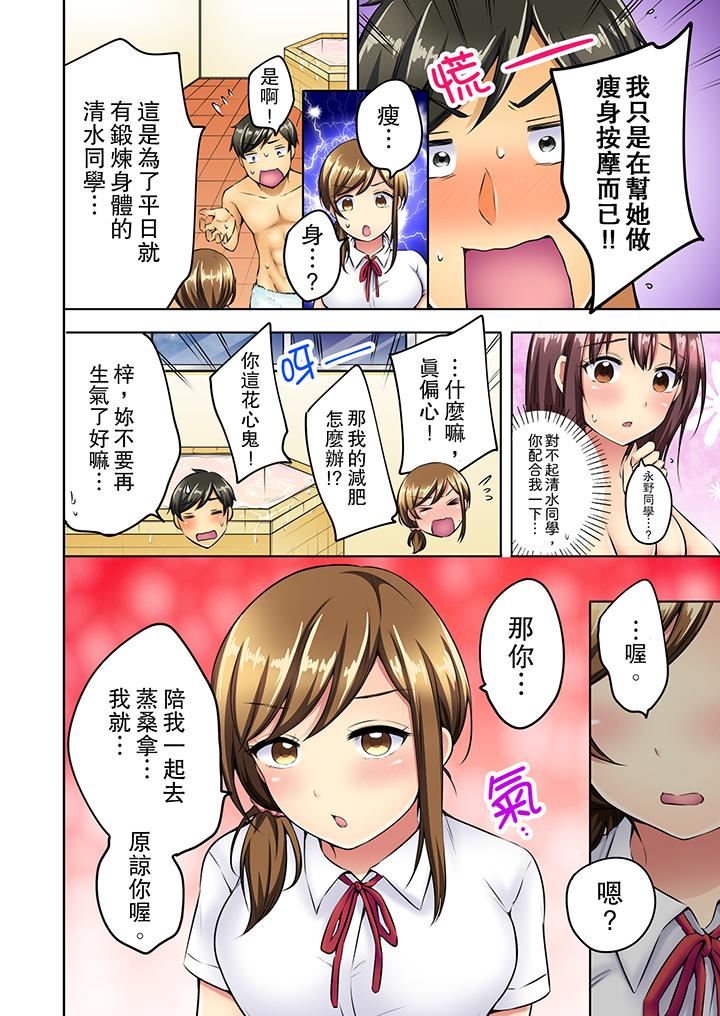 我只是在幫她做
瘦身按摩而已!!
慌
瘦…
身…?
是啊!
這是為了平日就
有鍛煉身體的
清水同學…
永野同學…?
對不起清水同學,
你配合我一下…
…什麼嘛,
真偏心!
那我的減肥
怎麼辦!?
你這花心鬼!
梓,妳不要再
生氣了好嘛…
…喔。
嗯?
那你…
氣
陪我一起去
蒸桑拿…
我就…
原諒你喔。